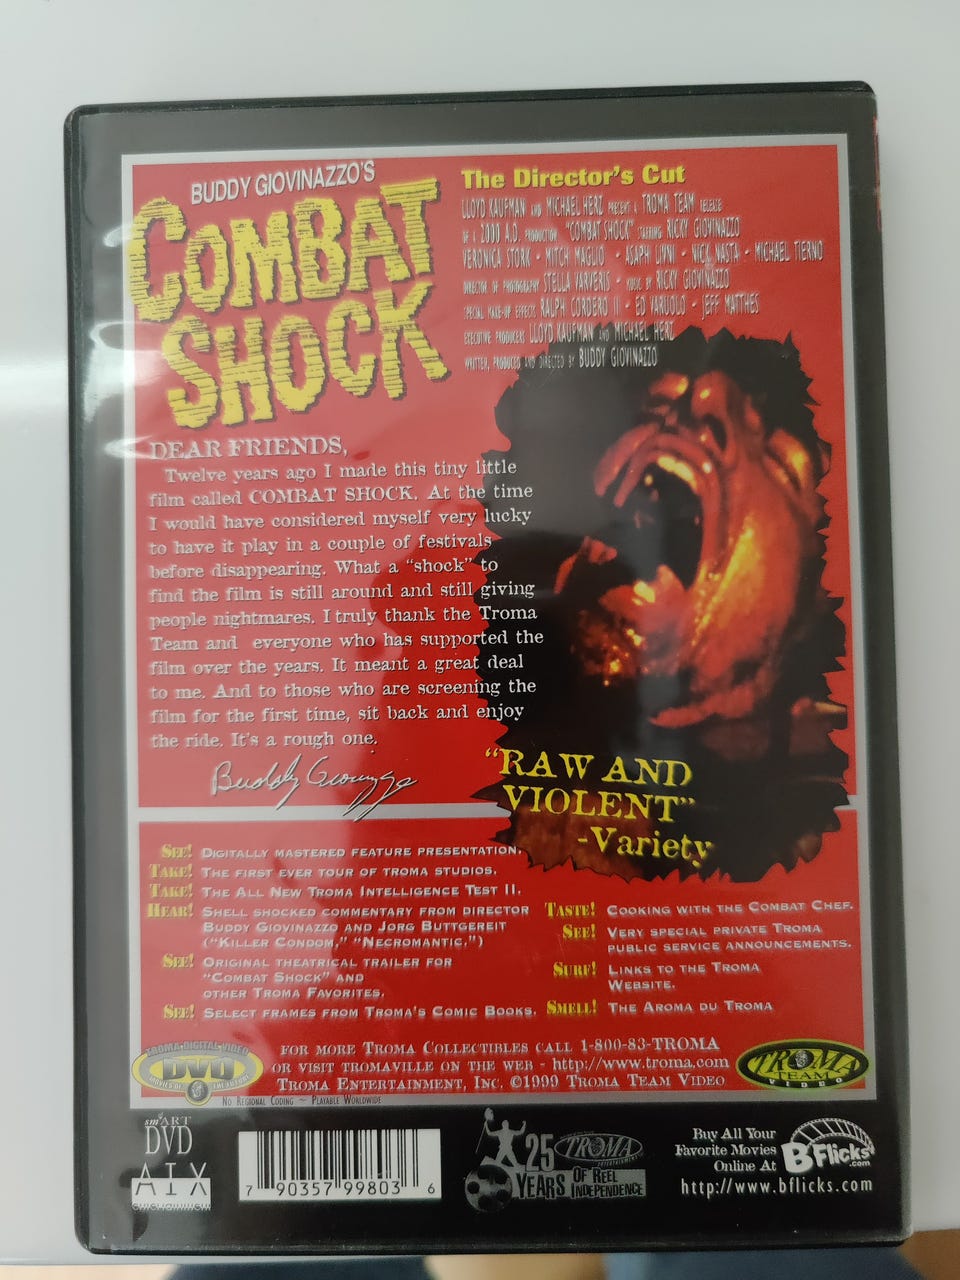 BUDDY GIOVINAZZO'S
COMBAT
SHOCK
The Director's Cut
LLOYD KAUFMAN AND MICHAEL HERZ PRESENT A TROMA TEAM RELEASE
OF A 2000 A.D. PRODUCTION "COMBAT SHOCK" STARRING RICKY GIOVINAZZO
VERONICA STORK · MITCH MAGLIO · ASAPH LIVNI · NICK NASTA · MICHAEL TIERNO
DIRECTOR OF PHOTOGRAPHY STELLA VARVERIS · MUSIC BY RICKY GIOVINAZZO
SPECIAL MAKE-UP EFFECTS RALPH CORDERO II · ED VARUOLO · JEFF MATTHES
EXECUTIVE PRODUCERS LLOYD KAUFMAN AND MICHAEL HERZ
WRITTEN, PRODUCED AND DIRECTED BY BUDDY GIOVINAZZO
DEAR FRIENDS,
Twelve years ago I made this tiny little
film called COMBAT SHOCK. At the time
I would have considered myself very lucky
to have it play in a couple of festivals
before disappearing. What a "shock" to
find the film is still around and still giving
people nightmares. I truly thank the Troma
Team and everyone who has supported the
film over the years. It meant a great deal
to me. And to those who are screening the
film for the first time, sit back and enjoy
the ride. It's a rough one.
"RAW AND
VIOLENT"
-Variety
SEE! DIGITALLY MASTERED FEATURE PRESENTATION.
TAKE! THE FIRST EVER TOUR OF TROMA STUDIOS.
TAKE! THE ALL NEW TROMA INTELLIGENCE TEST II.
HEAR! SHELL SHOCKED COMMENTARY FROM DIRECTOR
BUDDY GIOVINAZZO AND JORG BUTTGEREIT
("KILLER CONDOM," "NECROMANTIC.")
SEE! ORIGINAL THEATRICAL TRAILER FOR
"COMBAT SHOCK" AND
OTHER TROMA FAVORITES.
SEE! SELECT FRAMES FROM TROMA'S COMIC BOOKS.
TASTE! COOKING WITH THE COMBAT CHEF.
SEE! VERY SPECIAL PRIVATE TROMA
PUBLIC SERVICE ANNOUNCEMENTS.
SURF! LINKS TO THE TROMA
WEBSITE.
SMELL! THE AROMA DU TROMA
TROMA DIGITAL VIDEO
DVD
MOVIES OF THE FUTURE
FOR MORE TROMA COLLECTIBLES CALL 1-800-83-TROMA
OR VISIT TROMAVILLE ON THE WEB - http://www.troma.com
TROMA ENTERTAINMENT, INC. ©1999 TROMA TEAM VIDEO
TROMA
TEAM
VIDEO
NO REGIONAL CODING ~ PLAYABLE WORLDWIDE
smART
DVD
AIX
7 90357 99803 6
25
YEARS
TROMA
ENTERTAINMENT
OF REEL
INDEPENDENCE
Buy All Your
Favorite Movies
Online At
BFlicks
.com
http://www.bflicks.com